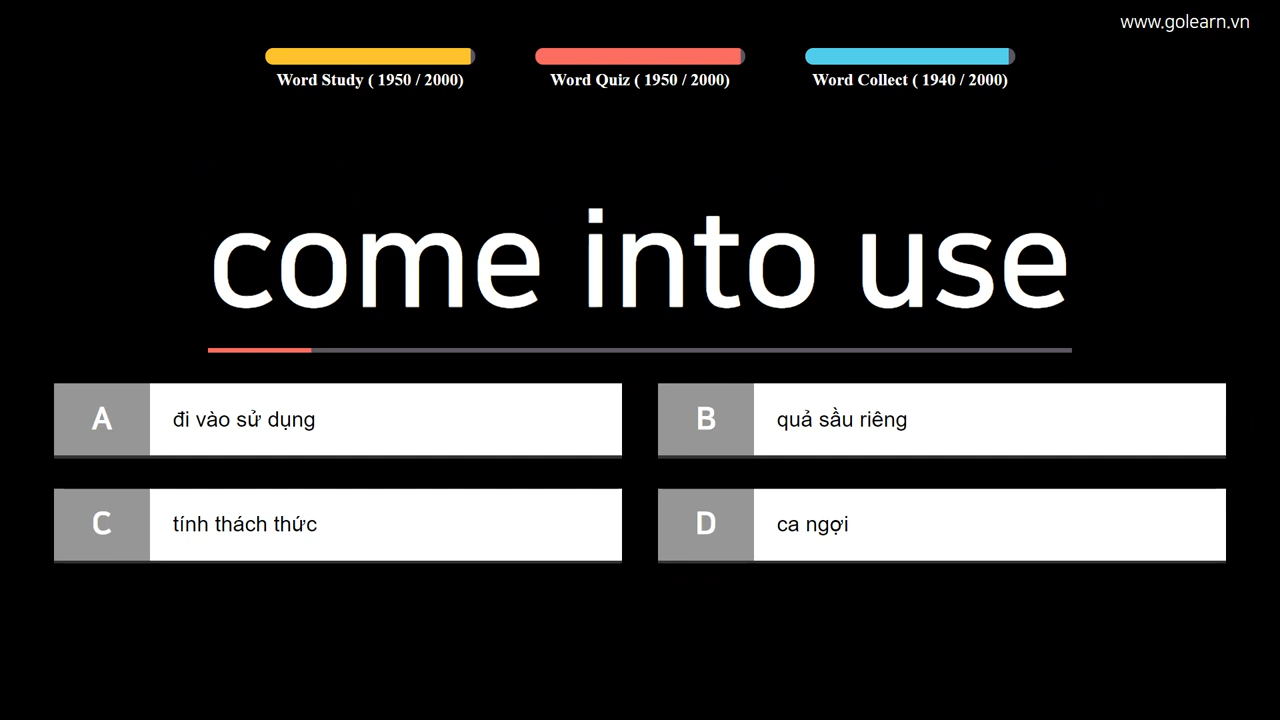 www.golearn.vn
Word Study ( 1950 / 2000)
Word Quiz ( 1950 / 2000)
Word Collect ( 1940 / 2000)
come into use
A đi vào sử dụng
B quả sầu riêng
C tính thách thức
D ca ngợi